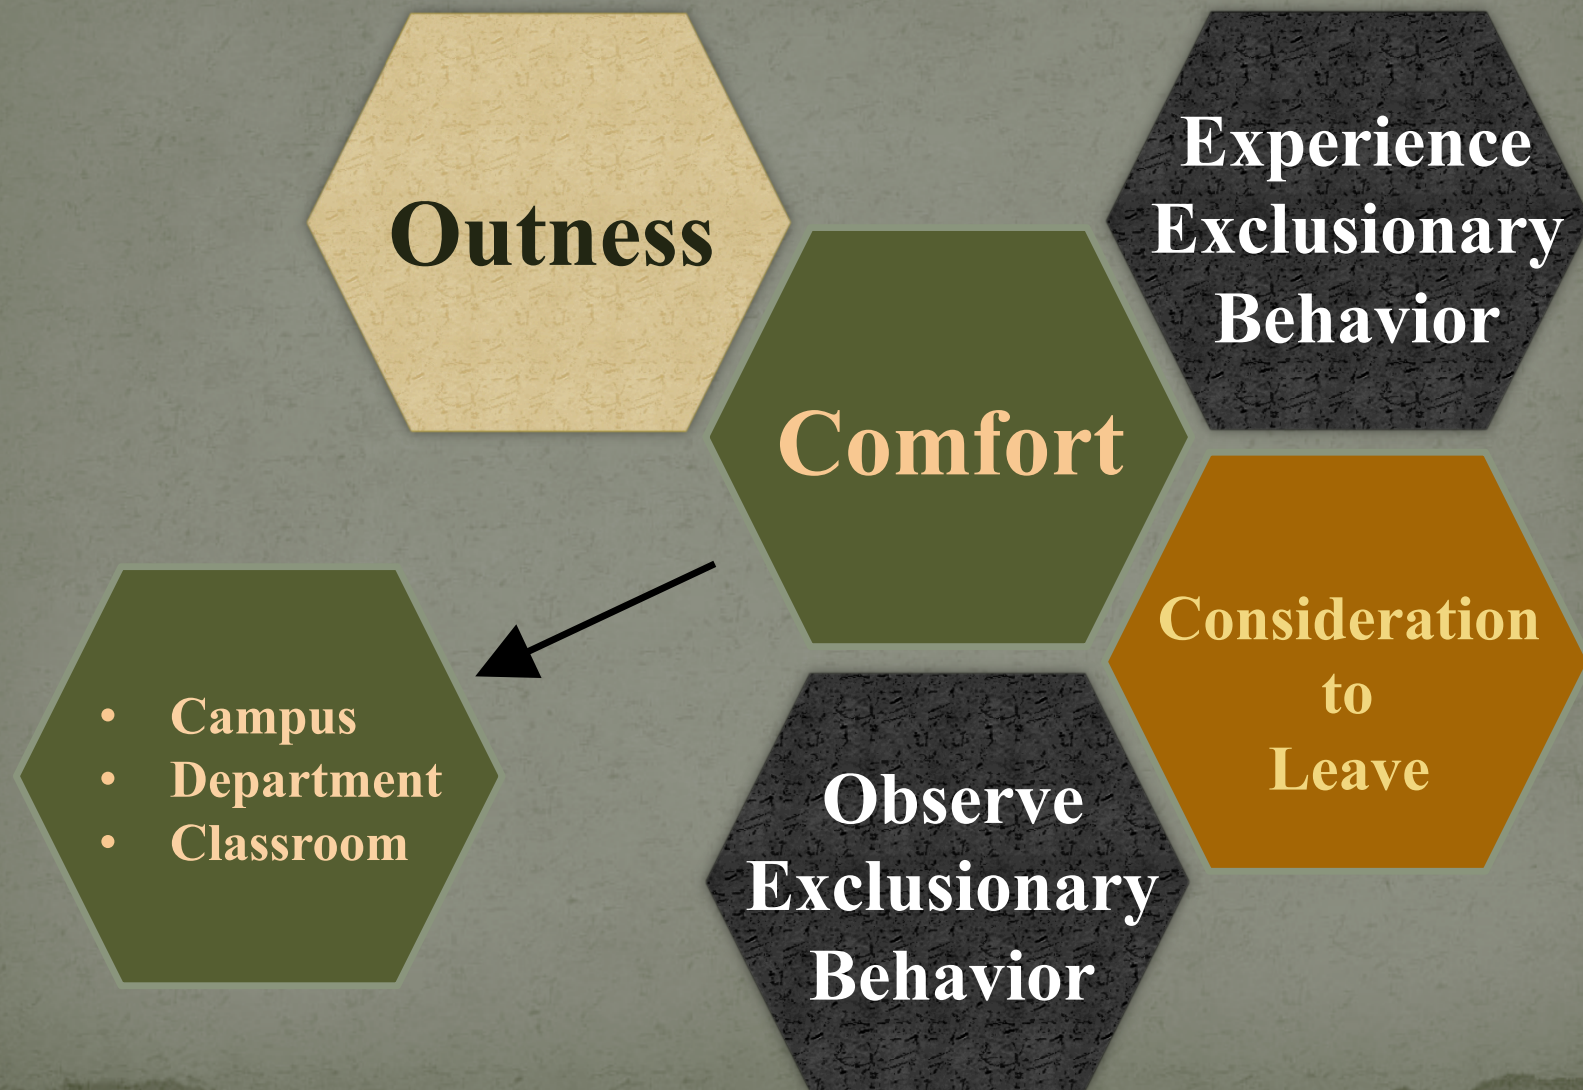 Outness
Experience
Exclusionary
Behavior
Comfort
Consideration
to
Leave
• Campus
• Department
• Classroom
Observe
Exclusionary
Behavior